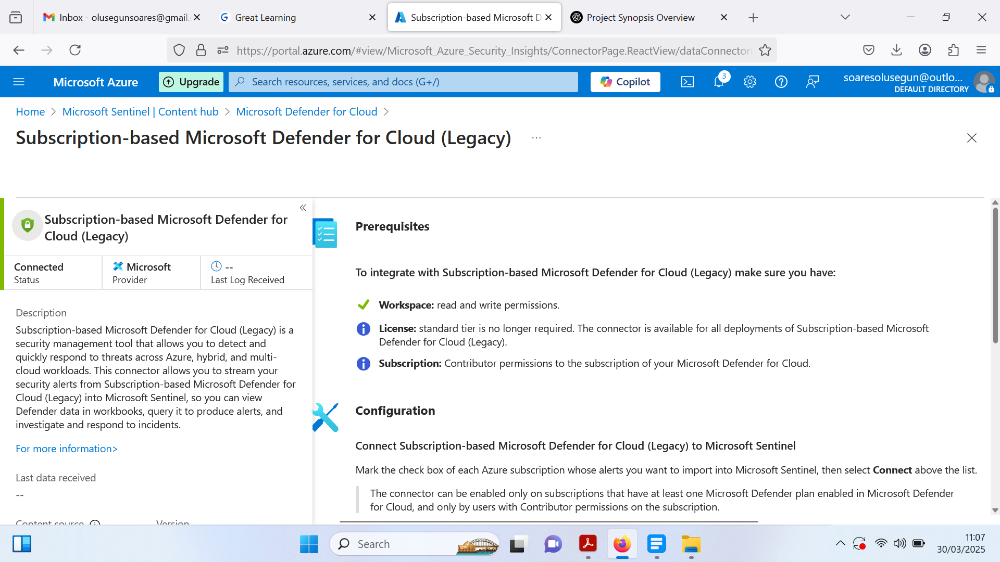 Inbox - olusegunsoares@gmail.
Great Learning
Subscription-based Microsoft D
Project Synopsis Overview
https://portal.azure.com/#view/Microsoft_Azure_Security_Insights/ConnectorPage.ReactView/dataConnector
Microsoft Azure
Upgrade
Search resources, services, and docs (G+/)
Copilot
3
soaresolusegun@outlo...
DEFAULT DIRECTORY
Home > Microsoft Sentinel | Content hub > Microsoft Defender for Cloud >
Subscription-based Microsoft Defender for Cloud (Legacy) ...
Subscription-based Microsoft Defender for
Cloud (Legacy)
Connected
Status
Microsoft
Provider
--
Last Log Received
Description
Subscription-based Microsoft Defender for Cloud (Legacy) is a
security management tool that allows you to detect and
quickly respond to threats across Azure, hybrid, and multi-
cloud workloads. This connector allows you to stream your
security alerts from Subscription-based Microsoft Defender for
Cloud (Legacy) into Microsoft Sentinel, so you can view
Defender data in workbooks, query it to produce alerts, and
investigate and respond to incidents.
For more information>
Last data received
--
Content source
Version
Prerequisites
To integrate with Subscription-based Microsoft Defender for Cloud (Legacy) make sure you have:
Workspace: read and write permissions.
License: standard tier is no longer required. The connector is available for all deployments of Subscription-based Microsoft
Defender for Cloud (Legacy).
Subscription: Contributor permissions to the subscription of your Microsoft Defender for Cloud.
Configuration
Connect Subscription-based Microsoft Defender for Cloud (Legacy) to Microsoft Sentinel
Mark the check box of each Azure subscription whose alerts you want to import into Microsoft Sentinel, then select Connect above the list.
The connector can be enabled only on subscriptions that have at least one Microsoft Defender plan enabled in Microsoft Defender
for Cloud, and only by users with Contributor permissions on the subscription.
Search
11:07
30/03/2025